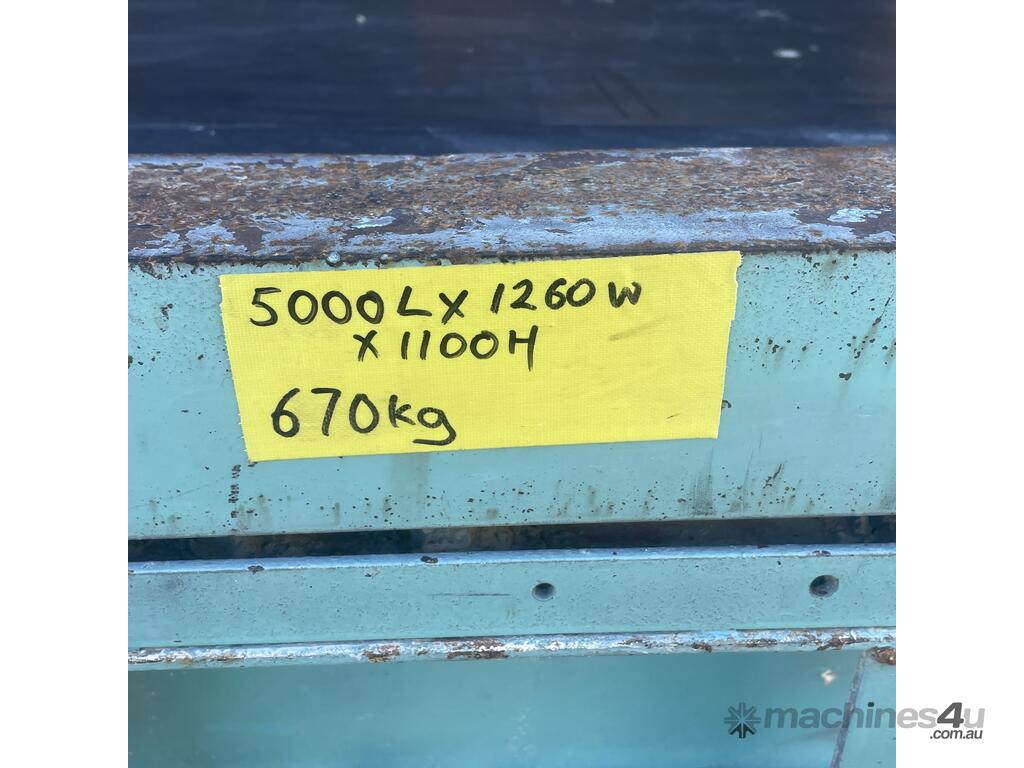 5000L X 1260W
X 1100H
670kg
machines4u
.com.au